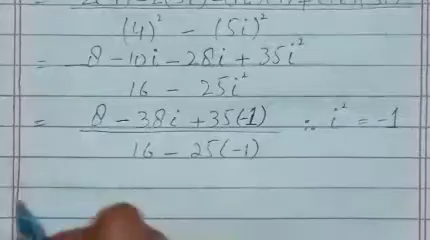 (4)² - (5i)²
= 8 - 10i - 28i + 35i²
16 - 25i²
= 8 - 38i + 35(-1) ∴ i² = -1
16 - 25(-1)